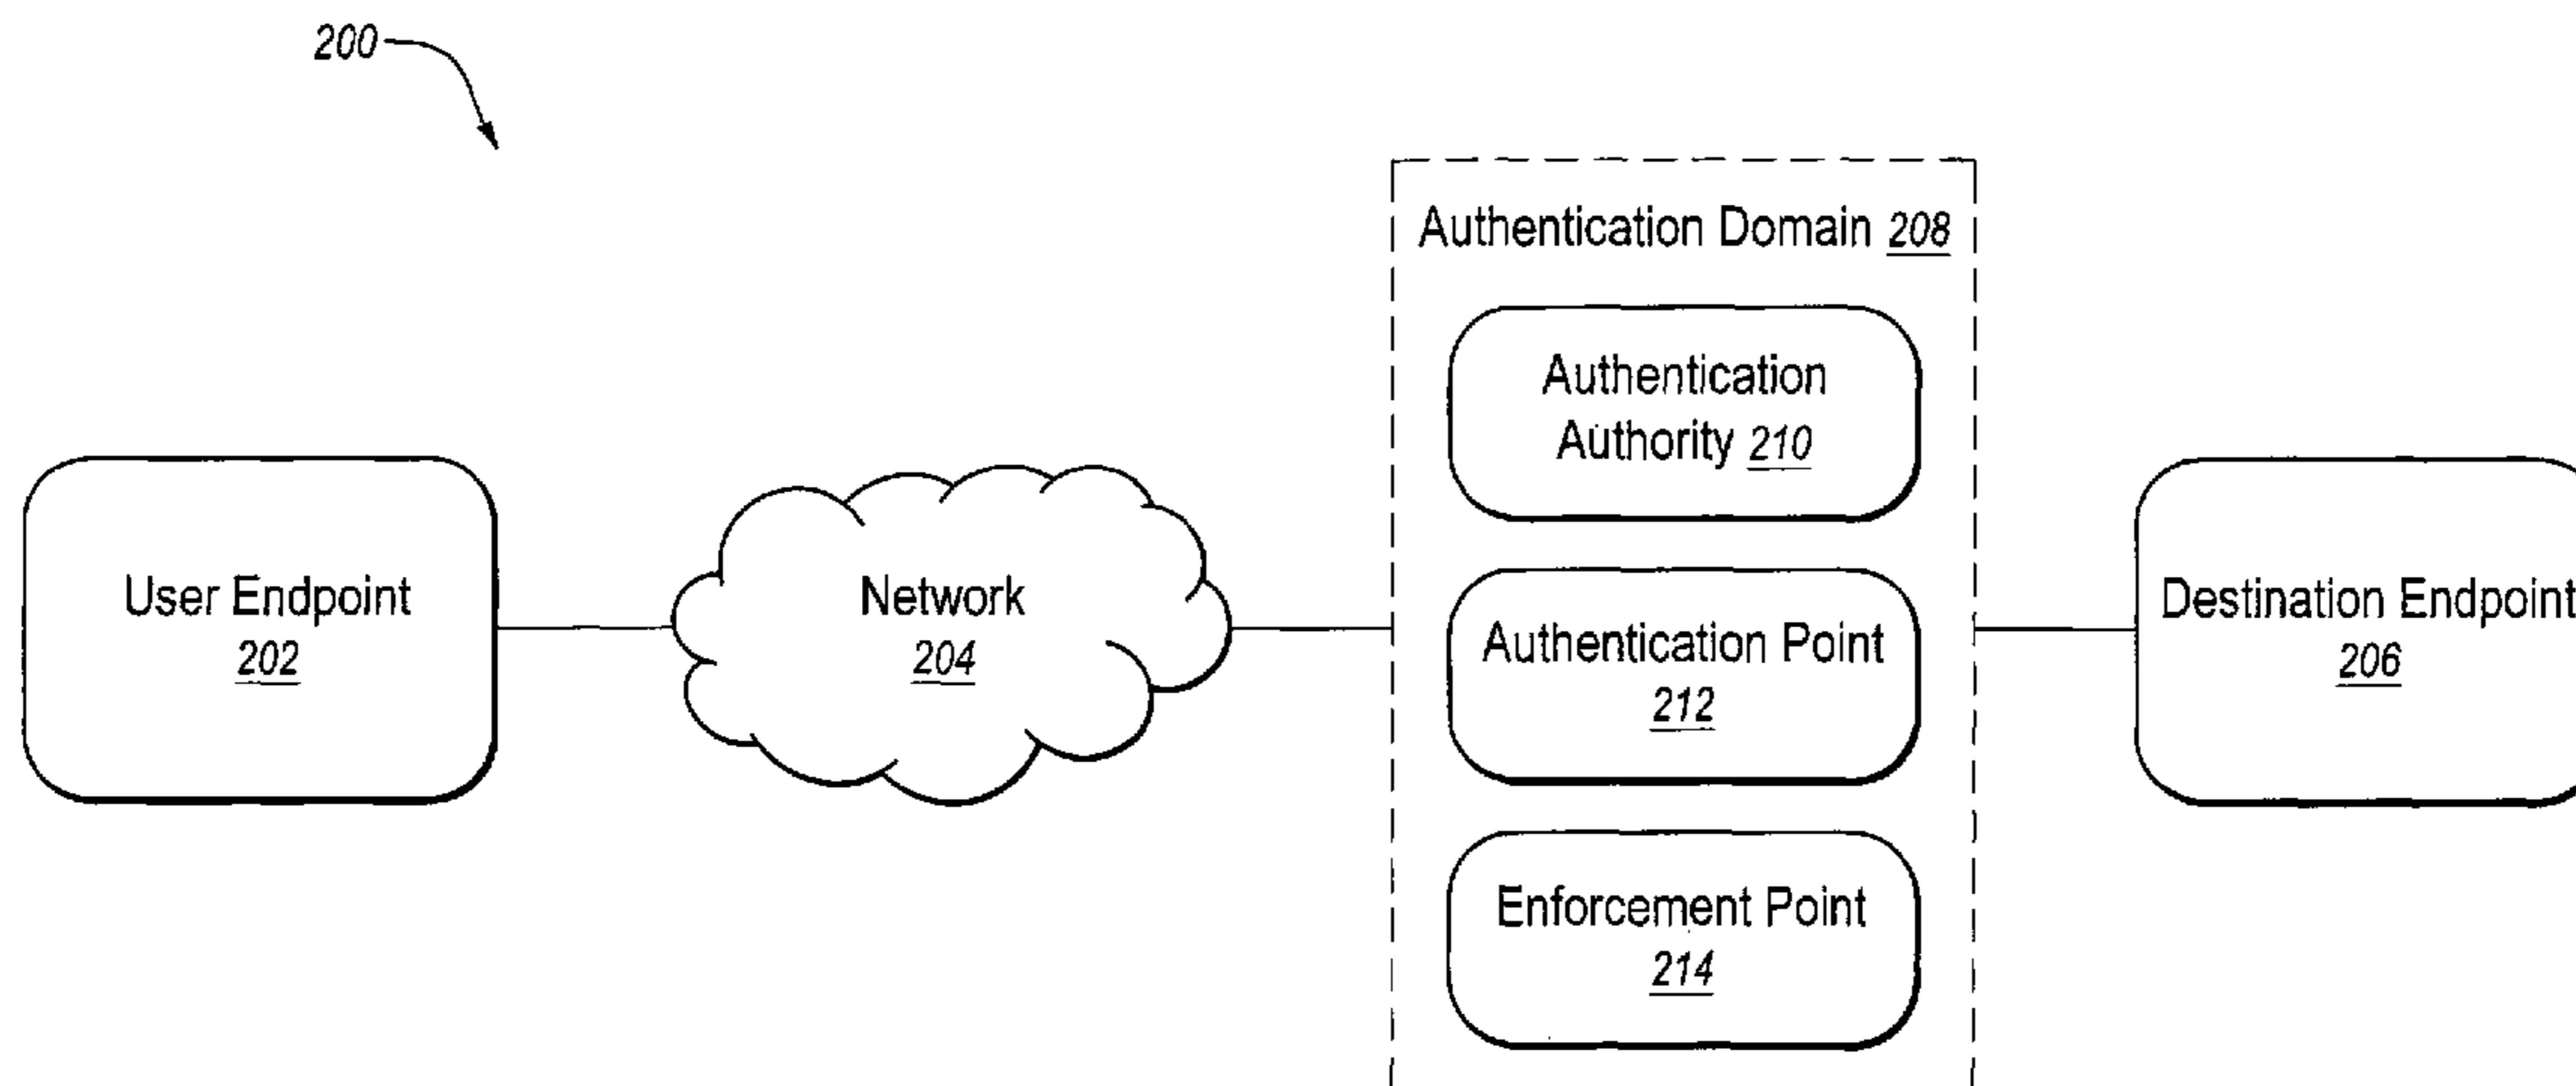 200
Authentication Domain 208
Authentication
Authority 210
User Endpoint
202
Network
204
Authentication Point
212
Destination Endpoint
206
Enforcement Point
214